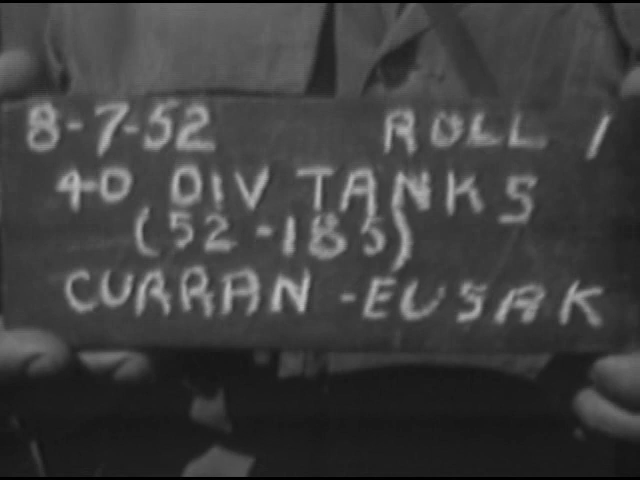 8-7-52 ROLL 1
40 DIV TANKS
(52-185)
CURRAN-EUSAK